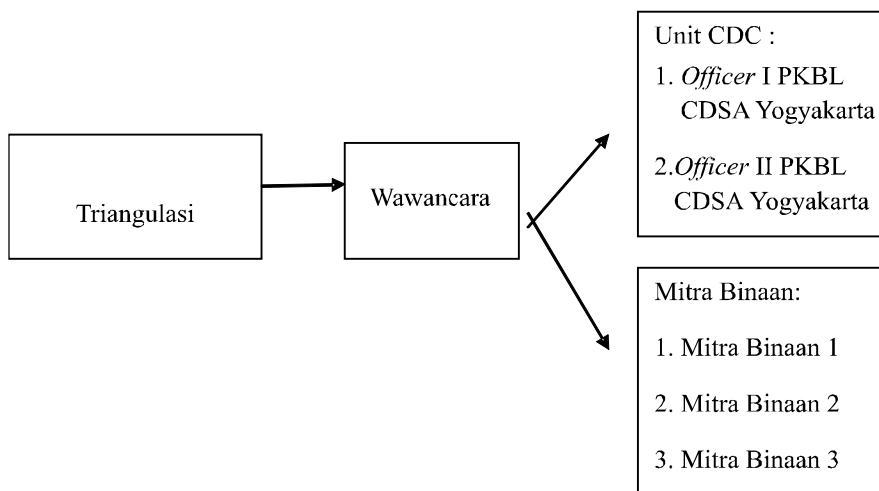 Triangulasi
Wawancara
Unit CDC :
1. Officer I PKBL
CDSA Yogyakarta
2.Officer II PKBL
CDSA Yogyakarta
Mitra Binaan:
1. Mitra Binaan 1
2. Mitra Binaan 2
3. Mitra Binaan 3